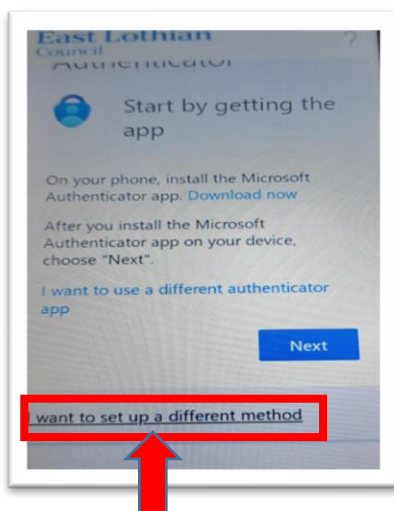 East Lothian
Council
?
Authenticator
Start by getting the
app
On your phone, install the Microsoft
Authenticator app. Download now
After you install the Microsoft
Authenticator app on your device,
choose "Next".
I want to use a different authenticator
app
Next
I want to set up a different method